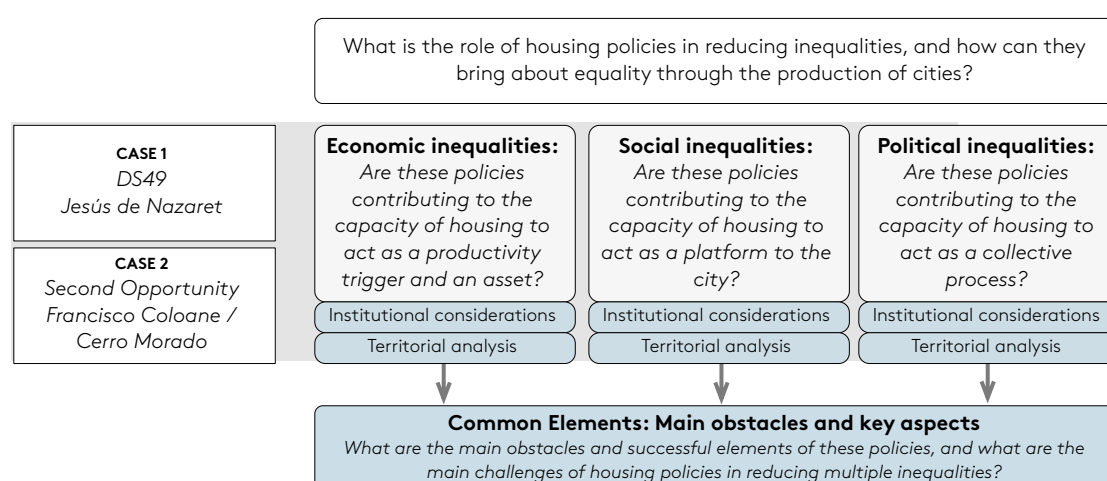 What is the role of housing policies in reducing inequalities, and how can they
bring about equality through the production of cities?
CASE 1
DS49
Jesús de Nazaret
CASE 2
Second Opportunity
Francisco Coloane /
Cerro Morado
Economic inequalities:
Are these policies
contributing to the
capacity of housing to
act as a productivity
trigger and an asset?
Institutional considerations
Territorial analysis
Social inequalities:
Are these policies
contributing to the
capacity of housing to
act as a platform to the
city?
Institutional considerations
Territorial analysis
Political inequalities:
Are these policies
contributing to the
capacity of housing to
act as a collective
process?
Institutional considerations
Territorial analysis
Common Elements: Main obstacles and key aspects
What are the main obstacles and successful elements of these policies, and what are the
main challenges of housing policies in reducing multiple inequalities?